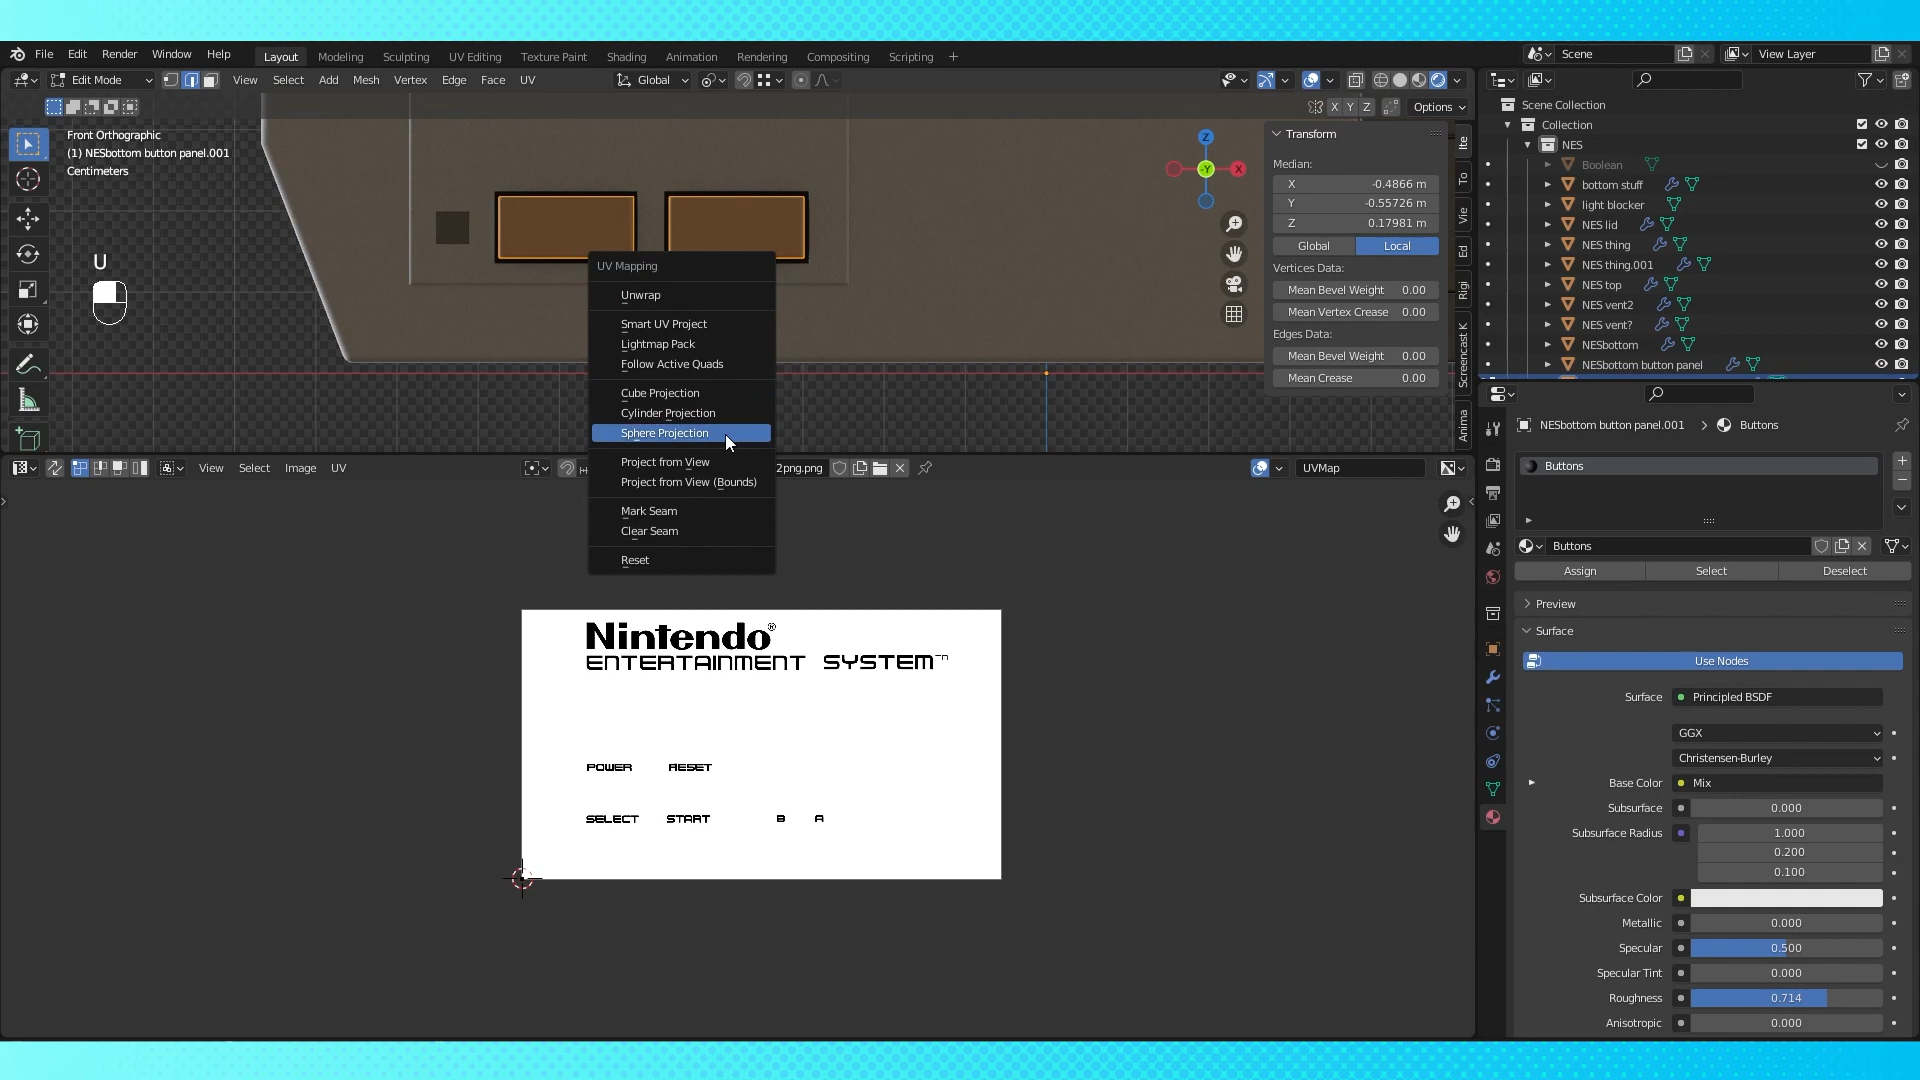 File Edit Render Window Help Layout Modeling Sculpting UV Editing Texture Paint Shading Animation Rendering Compositing Scripting + Scene View Layer
Edit Mode View Select Add Mesh Vertex Edge Face UV Global
X Y Z Options
Front Orthographic
(1) NESbottom button panel.001
Centimeters
U
Z
-Y
X
Transform
Median:
X -0.4866 m
Y -0.55726 m
Z 0.17981 m
Global Local
Vertices Data:
Mean Bevel Weight 0.00
Mean Vertex Crease 0.00
Edges Data:
Mean Bevel Weight 0.00
Mean Crease 0.00
Ite
To
Vie
Ed
Rigi
Screencast K
Anima
Scene Collection
Collection
NES
Boolean
bottom stuff
light blocker
NES lid
NES thing
NES thing.001
NES top
NES vent2
NES vent?
NESbottom
NESbottom button panel
UV Mapping
Unwrap
Smart UV Project
Lightmap Pack
Follow Active Quads
Cube Projection
Cylinder Projection
Sphere Projection
Project from View
Project from View (Bounds)
Mark Seam
Clear Seam
Reset
View Select Image UV 2png.png UVMap
Nintendo®
ENTERTAINMENT SYSTEM™
POWER RESET
SELECT START B A
NESbottom button panel.001 > Buttons
Buttons
Buttons
Assign Select Deselect
Preview
Surface
Use Nodes
Surface Principled BSDF
GGX
Christensen-Burley
Base Color Mix
Subsurface 0.000
Subsurface Radius 1.000
0.200
0.100
Subsurface Color
Metallic 0.000
Specular 0.500
Specular Tint 0.000
Roughness 0.714
Anisotropic 0.000